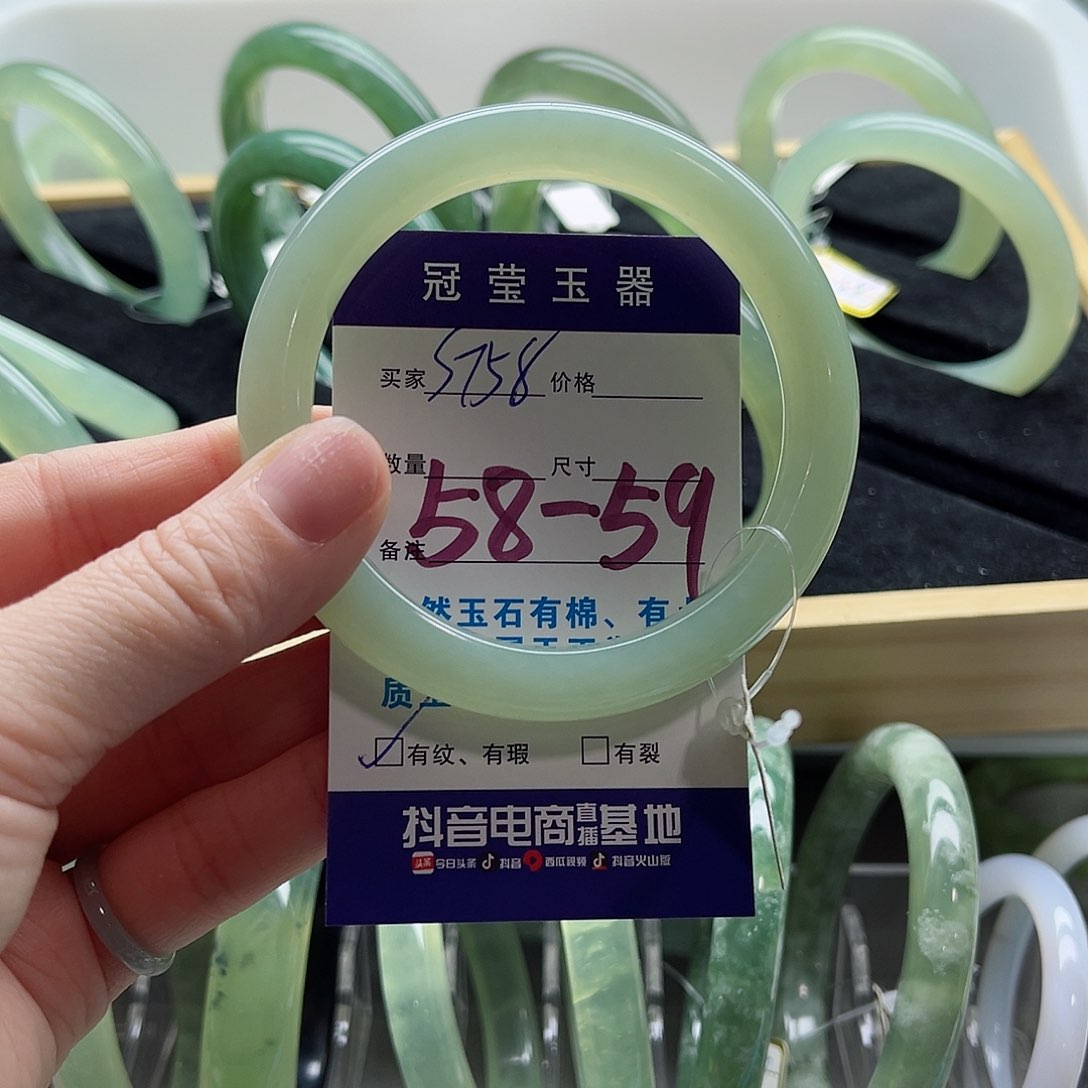 冠莹玉器
买家 5758 价格
数量 尺寸
58-59
备注
然玉石有棉、有
质
有纹、有瑕 有裂
抖音电商直播基地
头条 今日头条 抖音 西瓜视频 抖音火山版